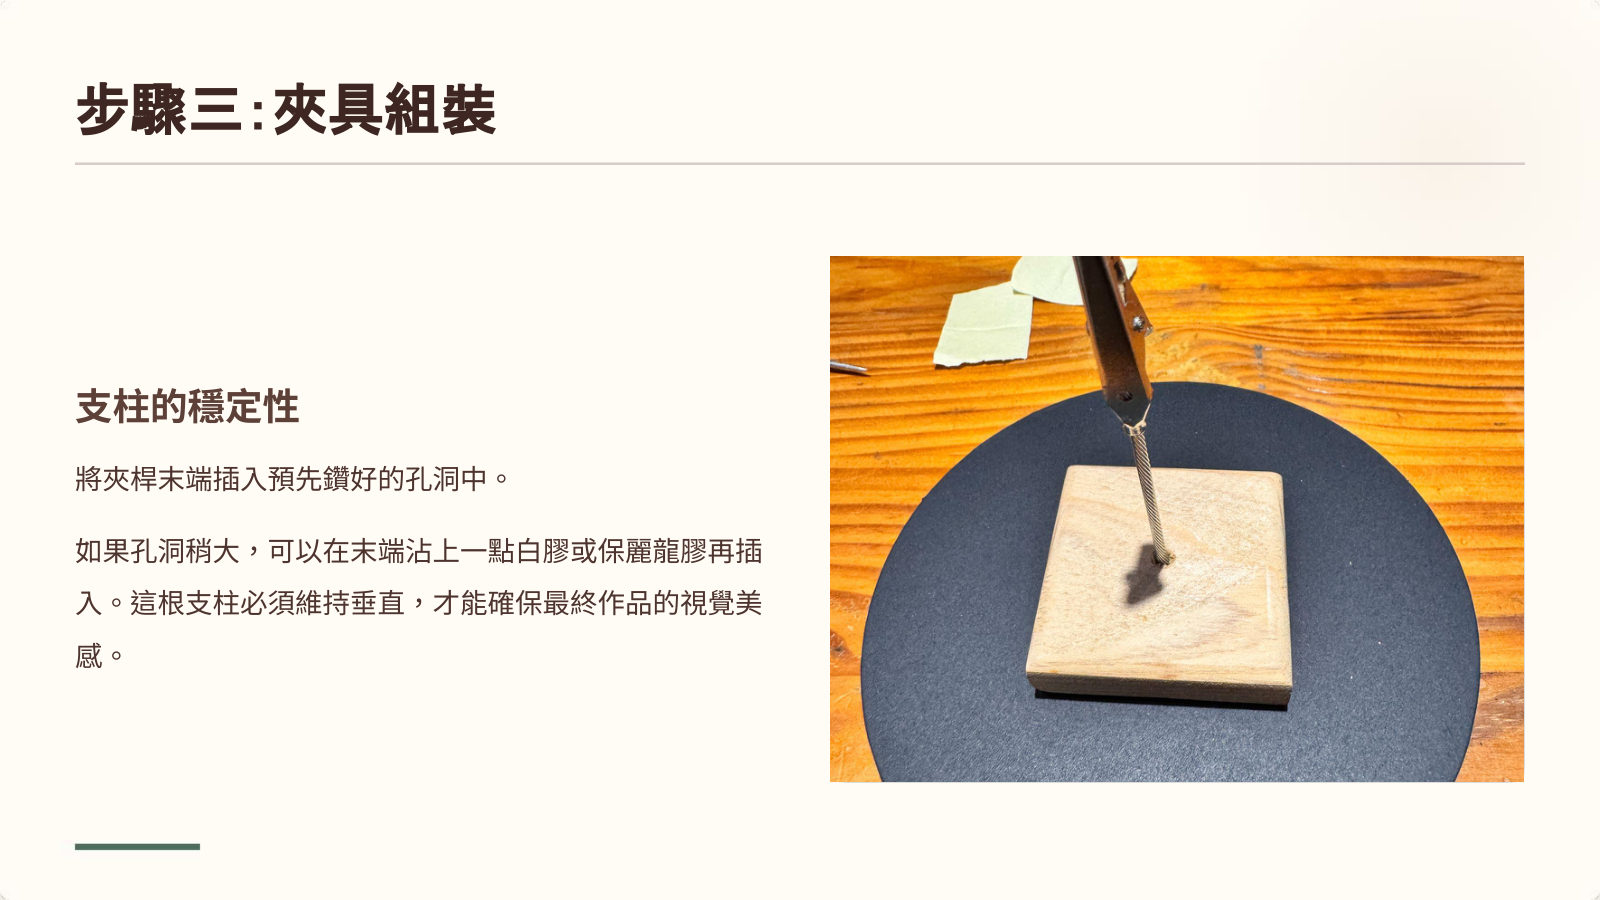 步驟三：夾具組裝
支柱的穩定性
將夾桿末端插入預先鑽好的孔洞中。
如果孔洞稍大，可以在末端沾上一點白膠或保麗龍膠再插
入。這根支柱必須維持垂直，才能確保最終作品的視覺美
感。